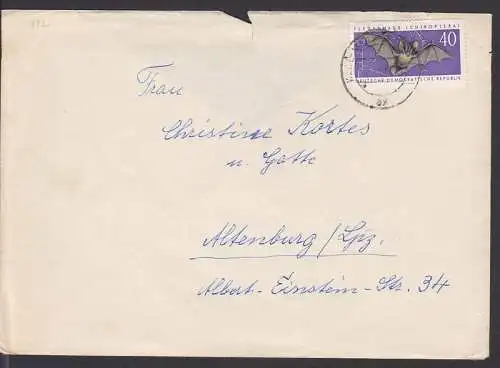 FLEDERMÄUSE (CHIROPTERA)
40
DEUTSCHE DEMOKRATISCHE REPUBLIK
Frau
Christine Kortes
u. Gatte
Altenburg/Lpz.
Albert-Einstein-Str. 34